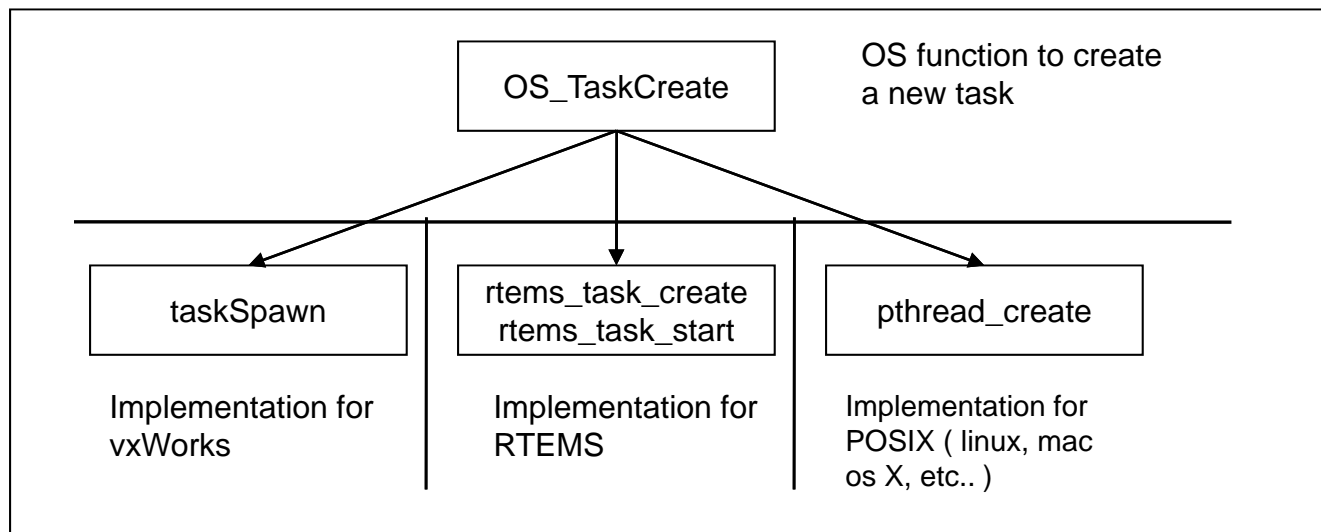 OS_TaskCreate
OS function to create
a new task
taskSpawn
rtems_task_create
rtems_task_start
pthread_create
Implementation for
vxWorks
Implementation for
RTEMS
Implementation for
POSIX ( linux, mac
os X, etc.. )